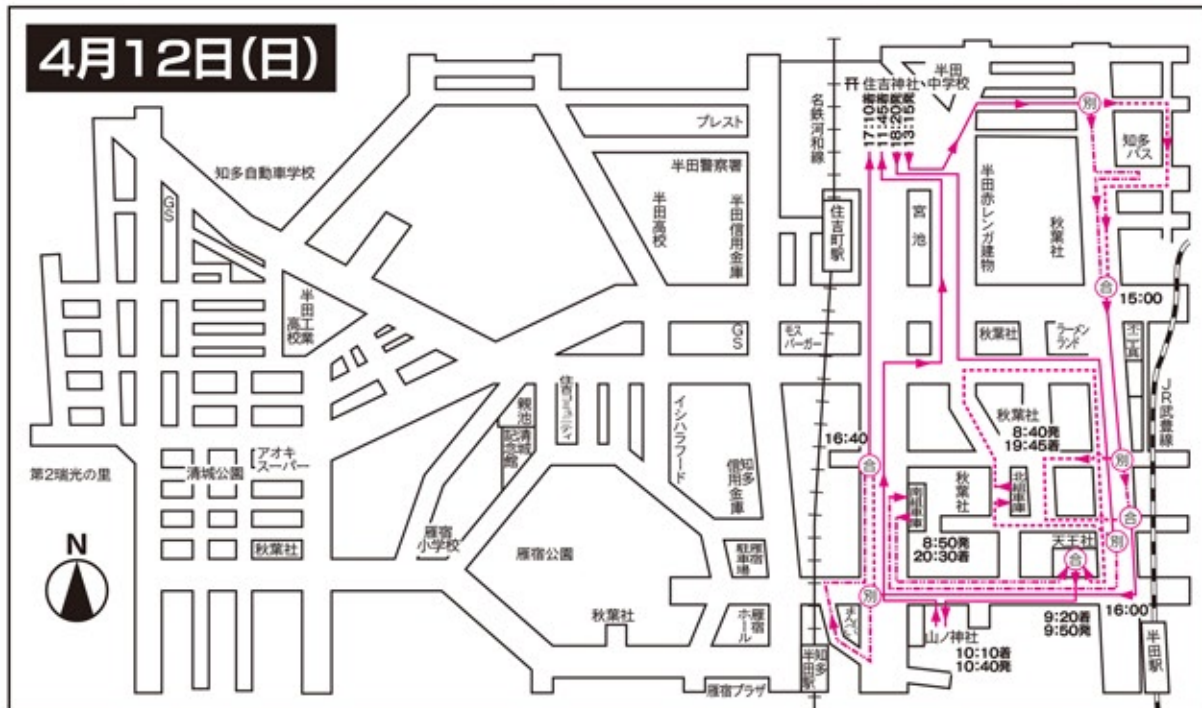 4月12日(日)
知多自動車学校
GS
半田工業高校
第2瑞光の里
清城公園
アオキスーパー
秋葉社
N
プレスト
半田警察署
半田高校
半田信用金庫
GS
モスバーガー
住吉コミュニティ
親池
清城記念館
雁宿小学校
イシハラフード
知多信用金庫
雁宿公園
秋葉社
雁宿駐車場
雁宿ホール
雁宿プラザ
名鉄河和線
住吉町駅
知多半田駅
住吉神社
半田中学校
17:10着
11:45着
18:20発
13:15発
宮池
半田赤レンガ建物
秋葉社
別
知多バス
合
15:00
秋葉社
ラーメンランド
JR武豊線
16:40
合
秋葉社
8:40発
19:45着
別
秋葉社
北組車庫
南組車庫
合
8:50発
20:30着
天王社
別
合
別
9:20着
9:50発
16:00
山ノ神社
10:10着
10:40発
半田駅